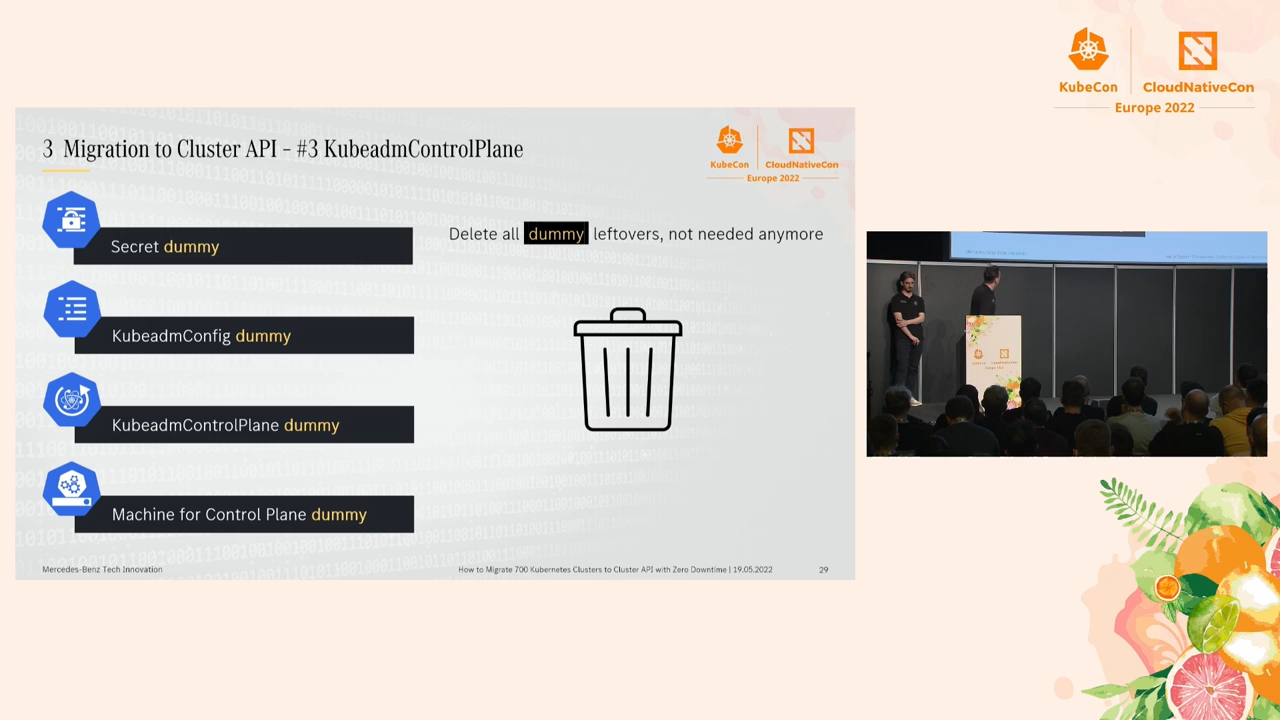 KubeCon
CloudNativeCon
Europe 2022
3 Migration to Cluster API – #3 KubeadmControlPlane
KubeCon
CloudNativeCon
Europe 2022
Secret dummy
Delete all dummy leftovers, not needed anymore
KubeadmConfig dummy
KubeadmControlPlane dummy
Machine for Control Plane dummy
Mercedes-Benz Tech Innovation
How to Migrate 700 Kubernetes Clusters to Cluster API with Zero Downtime | 19.05.2022
29